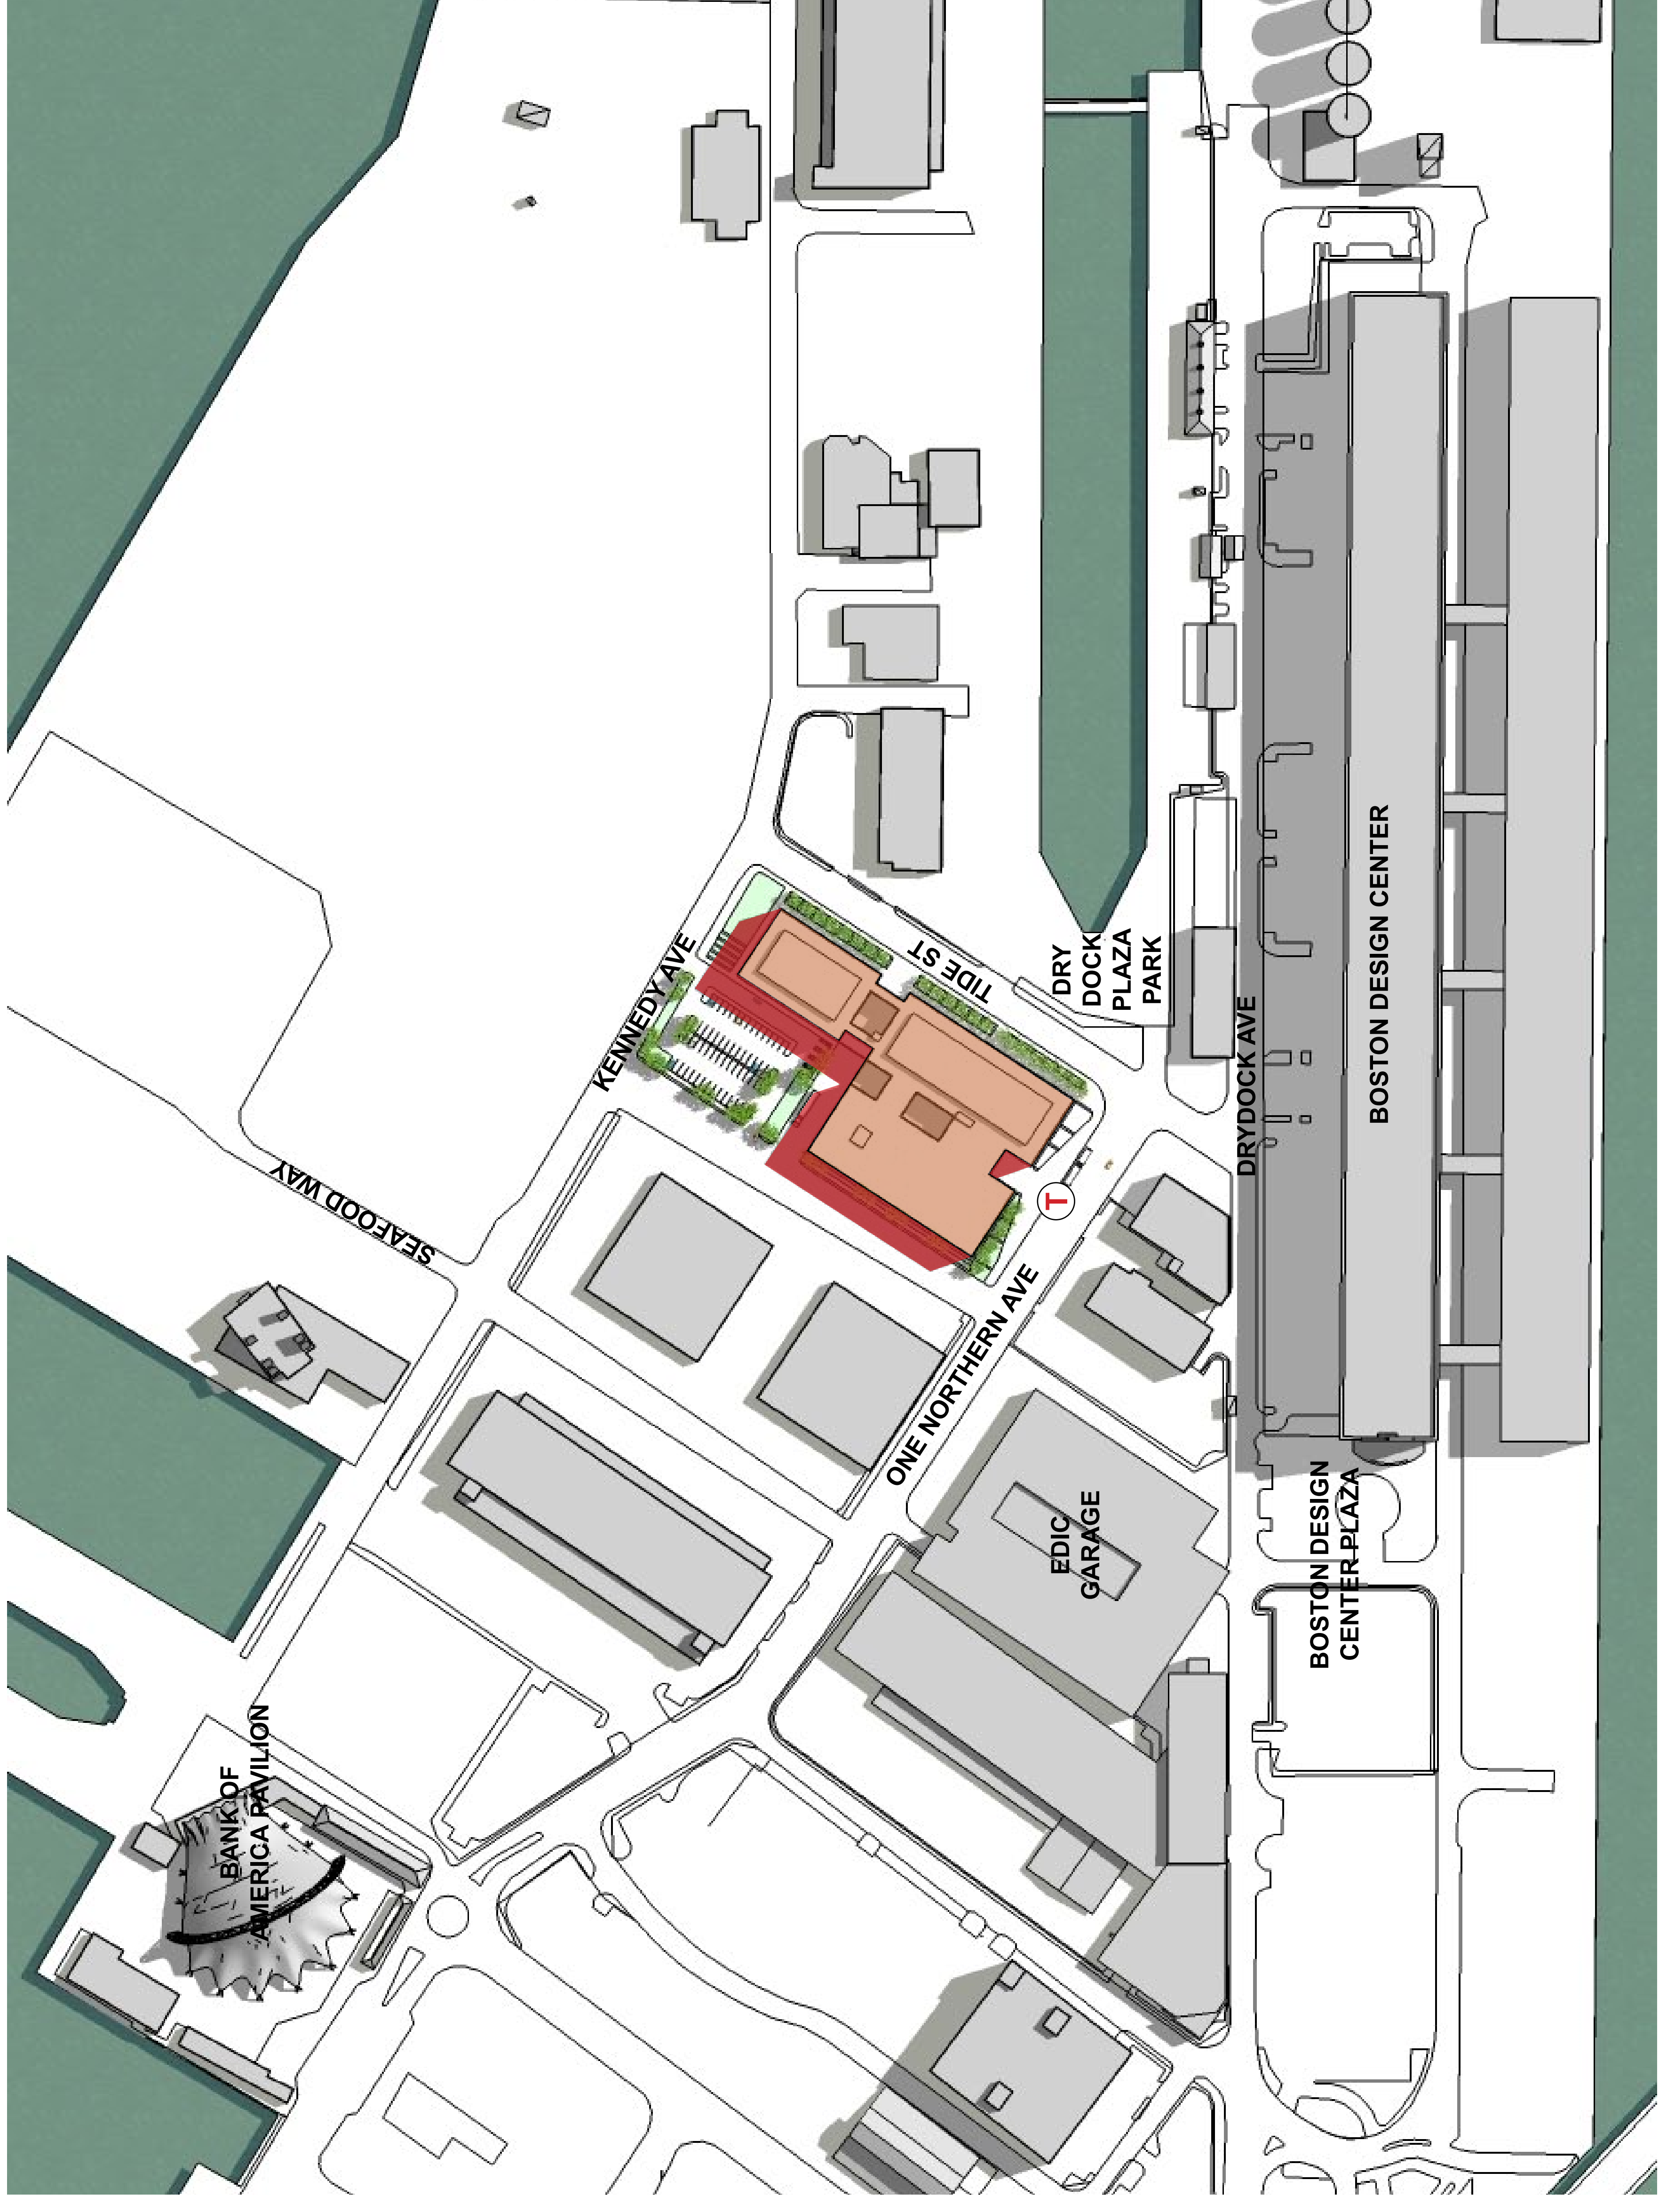 SEAFOOD WAY
KENNEDY AVE
TIDE ST
DRY
DOCK
PLAZA
PARK
DRYDOCK AVE
BOSTON DESIGN CENTER
T
ONE NORTHERN AVE
EDIC
GARAGE
BOSTON DESIGN
CENTER PLAZA
BANK OF
AMERICA PAVILION